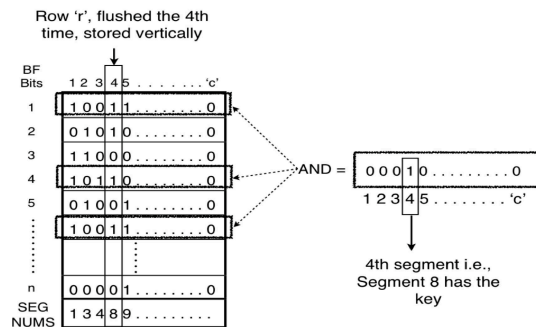 Row 'r', flushed the 4th
time, stored vertically
BF
Bits
1 2 3 4 5 . . . . . . . . 'c'
1 1 0 0 1 1 . . . . . . . . 0
2 0 1 0 1 0 . . . . . . . . 0
3 1 1 0 0 0 . . . . . . . . 0
4 1 0 1 1 0 . . . . . . . . 0
5 0 1 0 0 1 . . . . . . . . 0
1 0 0 1 1 . . . . . . . . 0
n 0 0 0 0 1 . . . . . . . . 0
SEG
NUMS
1 3 4 8 9 . . . . . . . . .
AND =
0 0 0 1 0 . . . . . . . . . 0
1 2 3 4 5 . . . . . . . . 'c'
4th segment i.e.,
Segment 8 has the
key